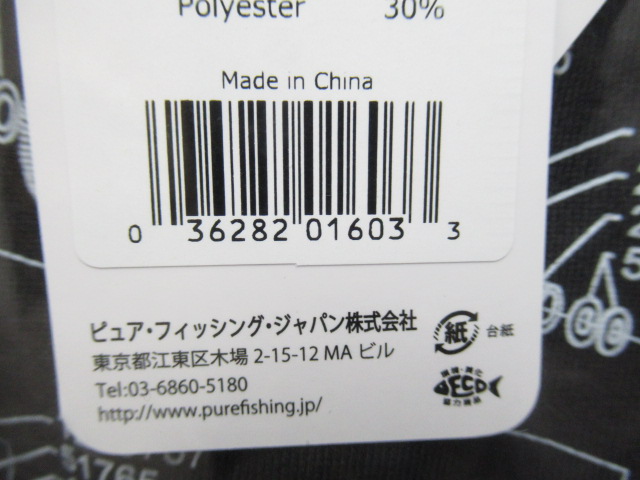 Polyester 30%
Made in China
0 36282 01603 3
ピュア・フィッシング・ジャパン株式会社
東京都江東区木場 2-15-12 MA ビル
Tel:03-6860-5180
http://www.purefishing.jp/
紙 台紙
ECO
51765